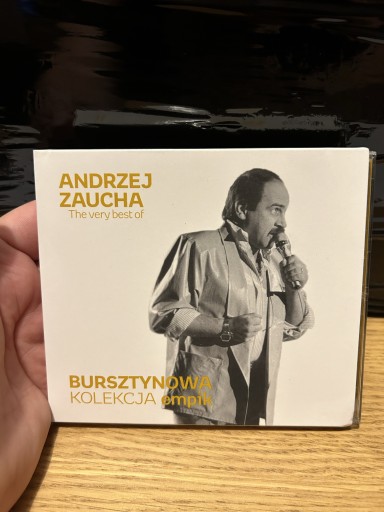 ANDRZEJ
ZAUCHA
The very best of
BURSZTYNOWA
KOLEKCJA empik